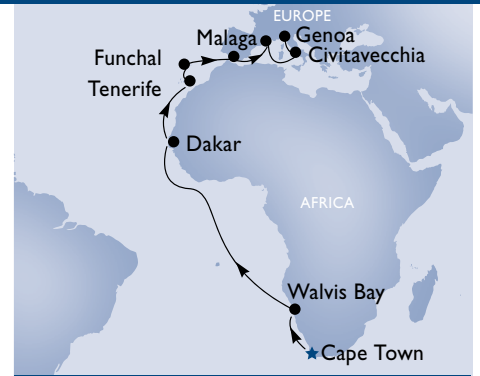 EUROPE
Malaga
Genoa
Funchal
Civitavecchia
Tenerife
Dakar
AFRICA
Walvis Bay
Cape Town